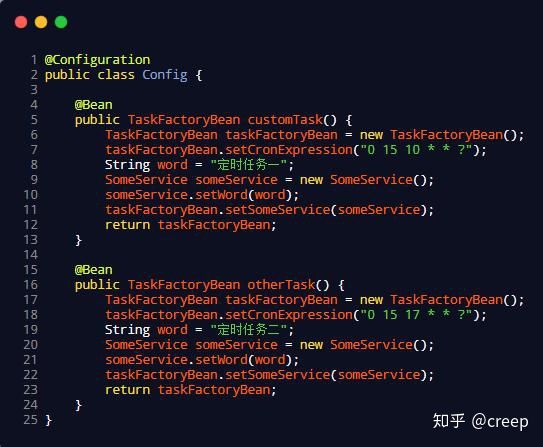 1 @Configuration
2 public class Config {
3
4     @Bean
5     public TaskFactoryBean customTask() {
6         TaskFactoryBean taskFactoryBean = new TaskFactoryBean();
7         taskFactoryBean.setCronExpression("0 15 10 * * ?");
8         String word = "定时任务一";
9         SomeService someService = new SomeService();
10         someService.setWord(word);
11         taskFactoryBean.setSomeService(someService);
12         return taskFactoryBean;
13     }
14
15     @Bean
16     public TaskFactoryBean otherTask() {
17         TaskFactoryBean taskFactoryBean = new TaskFactoryBean();
18         taskFactoryBean.setCronExpression("0 15 17 * * ?");
19         String word = "定时任务二";
20         SomeService someService = new SomeService();
21         someService.setWord(word);
22         taskFactoryBean.setSomeService(someService);
23         return taskFactoryBean;
24     }
25 }
知乎 @creep